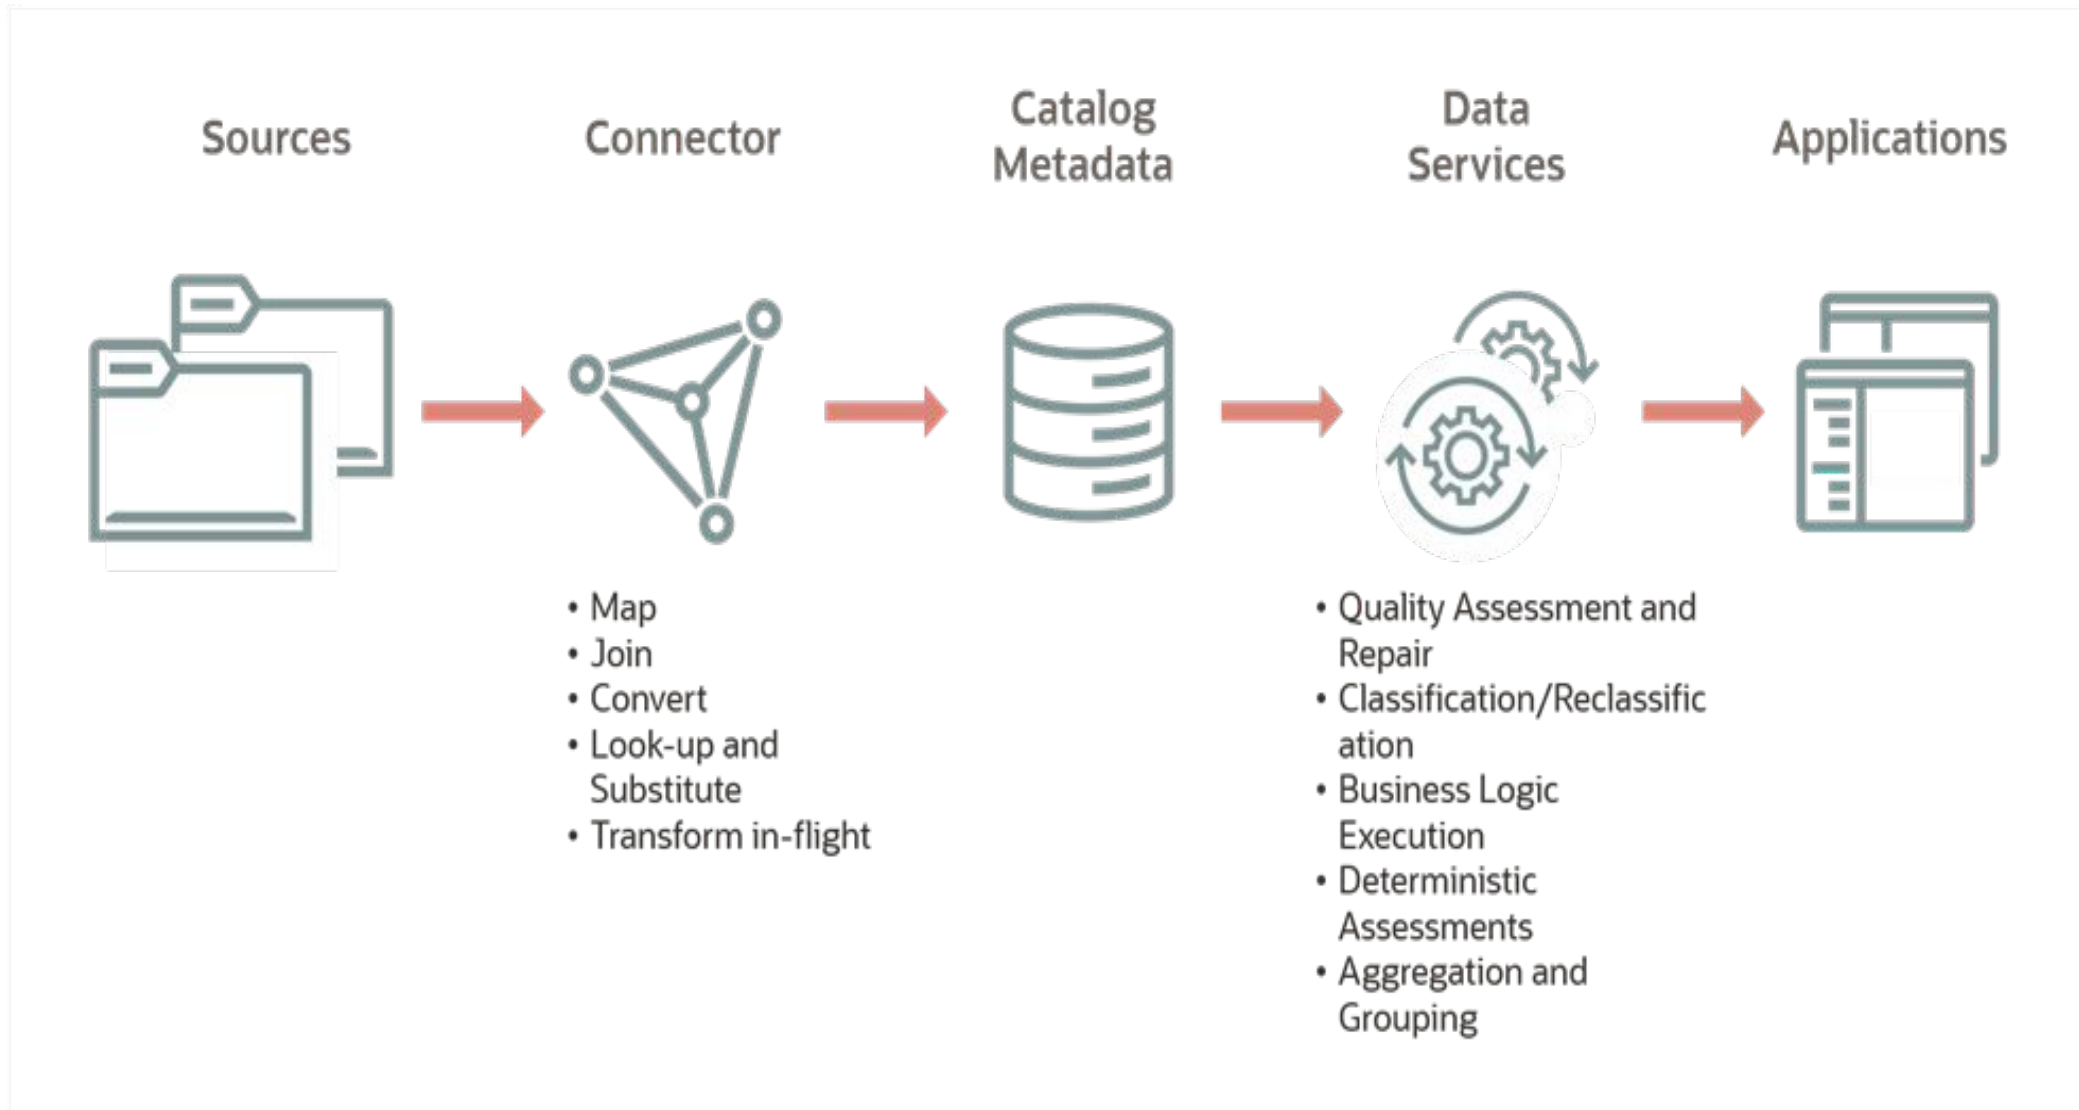 Sources
Connector
Catalog
Metadata
Data
Services
Applications
• Map
• Join
• Convert
• Look-up and
Substitute
• Transform in-flight
• Quality Assessment and
Repair
• Classification/Reclassific
ation
• Business Logic
Execution
• Deterministic
Assessments
• Aggregation and
Grouping